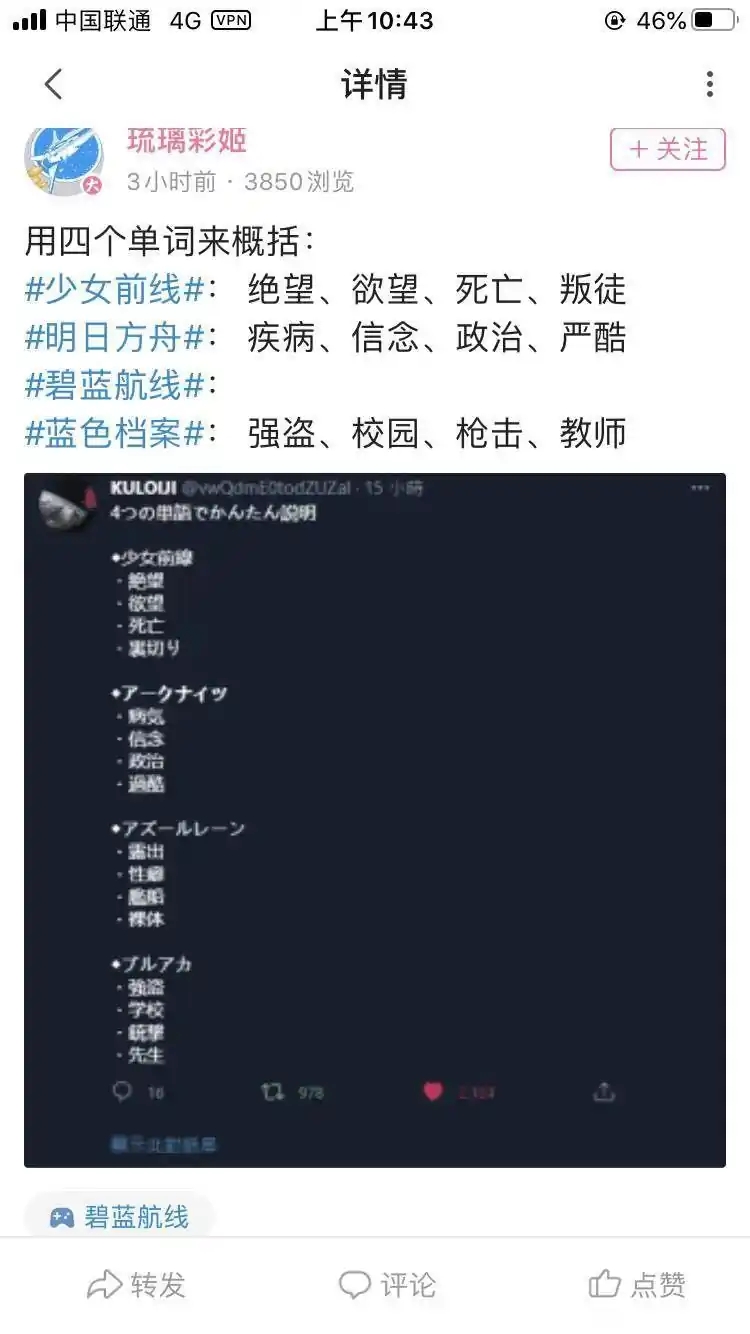 中国联通 4G VPN 上午10:43 46%
详情
琉璃彩姬
大
+ 关注
3小时前 · 3850浏览
用四个单词来概括：
#少女前线#： 绝望、欲望、死亡、叛徒
#明日方舟#： 疾病、信念、政治、严酷
#碧蓝航线#：
#蓝色档案#： 强盗、校园、枪击、教师
KULOIJI @vwQdmE0todZUZal · 15 小時
4つの単語でかんたん説明
◆少女前線
・絶望
・欲望
・死亡
・裏切り
◆アークナイツ
・病気
・信念
・政治
・過酷
◆アズールレーン
・露出
・性癖
・艦船
・裸体
◆ブルアカ
・強盗
・学校
・銃撃
・先生
16 978
碧蓝航线
转发 评论 点赞